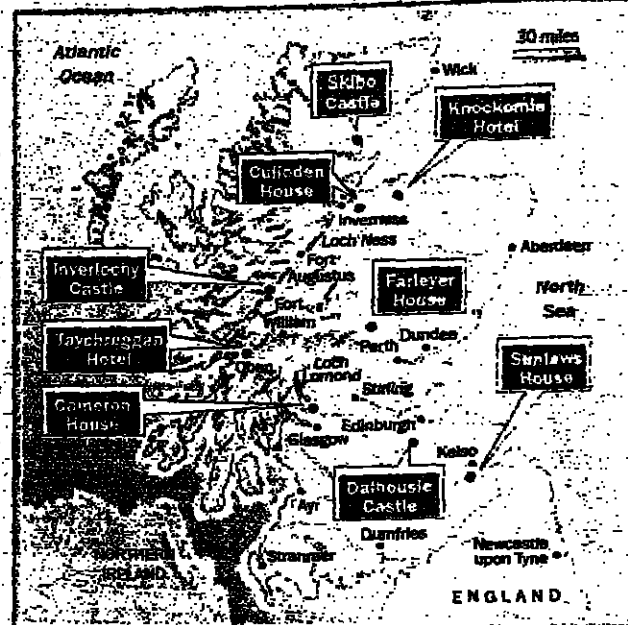 Atlantic
Ocean
30 miles
Wick
Skibo
Castle
Knockomie
Hotel
Culloden
House
Inverness
Loch Ness
Fort
Augustus
Aberdeen
Inverlochy
Castle
North
Sea
Farleyer
House
Fort
William
Taychreggan
Hotel
Perth
Dundee
Oban
Loch
Lomond
Sunlaws
House
Stirling
Cameron
House
Glasgow
Edinburgh
Kelso
Dalhousie
Castle
Ayr
Dumfries
Stranraer
Newcastle
upon Tyne
NORTHERN
IRELAND
ENGLAND